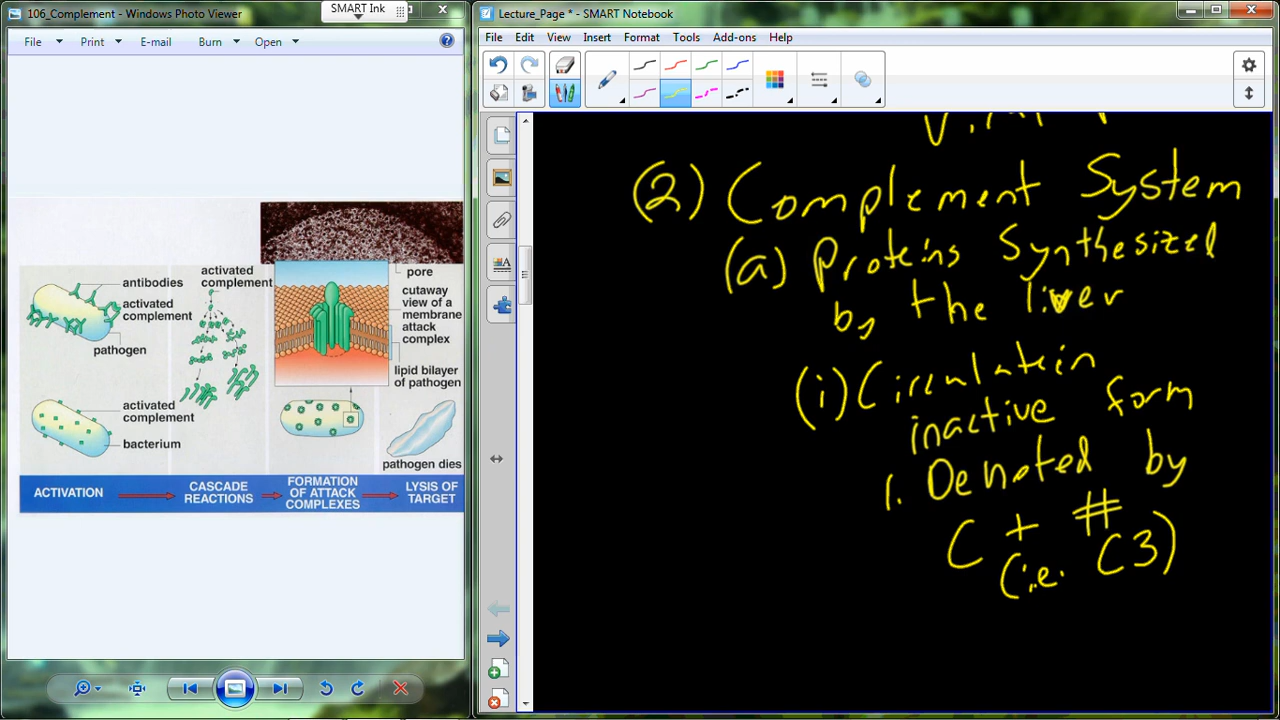 106_Complement - Windows Photo Viewer
SMART Ink
File Print E-mail Burn Open
activated
complement
antibodies
activated
complement
pathogen
pore
cutaway
view of a
membrane
attack
complex
lipid bilayer
of pathogen
activated
complement
bacterium
pathogen dies
ACTIVATION
CASCADE
REACTIONS
FORMATION
OF ATTACK
COMPLEXES
LYSIS OF
TARGET
Lecture_Page * - SMART Notebook
File Edit View Insert Format Tools Add-ons Help
(2) Complement System
(a) Proteins Synthesized
by the liver
(i) Circulate in
inactive form
1. Denoted by
C + #
(i.e. C3)